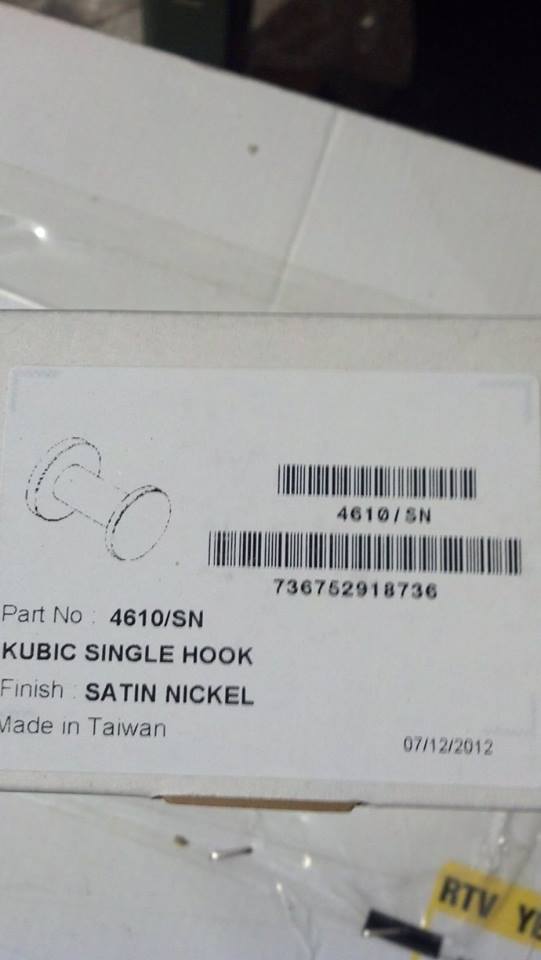 4610/SN
736752918736
Part No : 4610/SN
KUBIC SINGLE HOOK
Finish : SATIN NICKEL
Made in Taiwan
07/12/2012
RTV